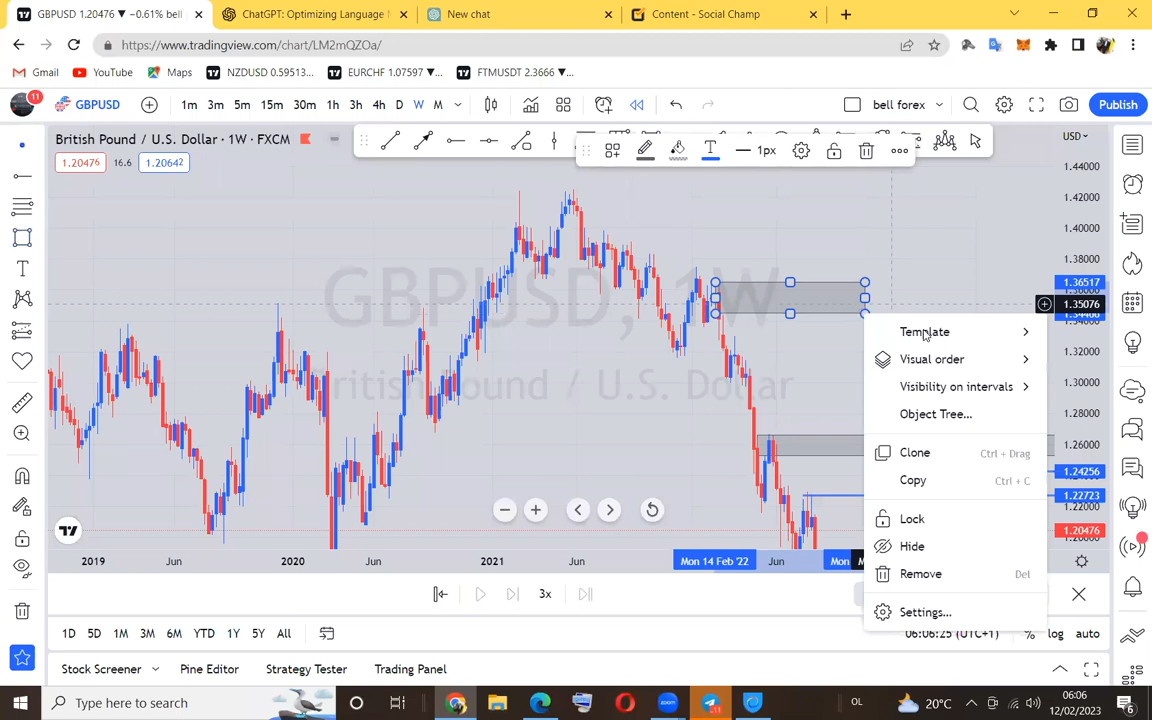 GBPUSD 1.20476 ▼ −0.61% bell
ChatGPT: Optimizing Language
New chat
Content - Social Champ
https://www.tradingview.com/chart/LM2mQZOa/
Gmail
YouTube
Maps
NZDUSD 0.59513...
EURCHF 1.07597 ▼...
FTMUSDT 2.3666 ▼...
11
GBPUSD
1m 3m 5m 15m 30m 1h 3h 4h D W M
bell forex
Publish
British Pound / U.S. Dollar · 1W · FXCM
1px
USD
1.20476 16.6 1.20642
1.44000
1.42000
1.40000
1.38000
1.36517
1.35076
1.32000
1.30000
1.28000
1.26000
1.24256
1.22723
1.22000
1.20476
GBPUSD, 1W
British Pound / U.S. Dollar
Template
Visual order
Visibility on intervals
Object Tree...
Clone Ctrl + Drag
Copy Ctrl + C
Lock
Hide
Remove Del
Settings...
2019 Jun 2020 Jun 2021 Jun Mon 14 Feb '22 Jun Mon
3x
1D 5D 1M 3M 6M YTD 1Y 5Y All
06:06:25 (UTC+1) % log auto
Stock Screener
Pine Editor
Strategy Tester
Trading Panel
Type here to search
OL
20°C
06:06
12/02/2023
6